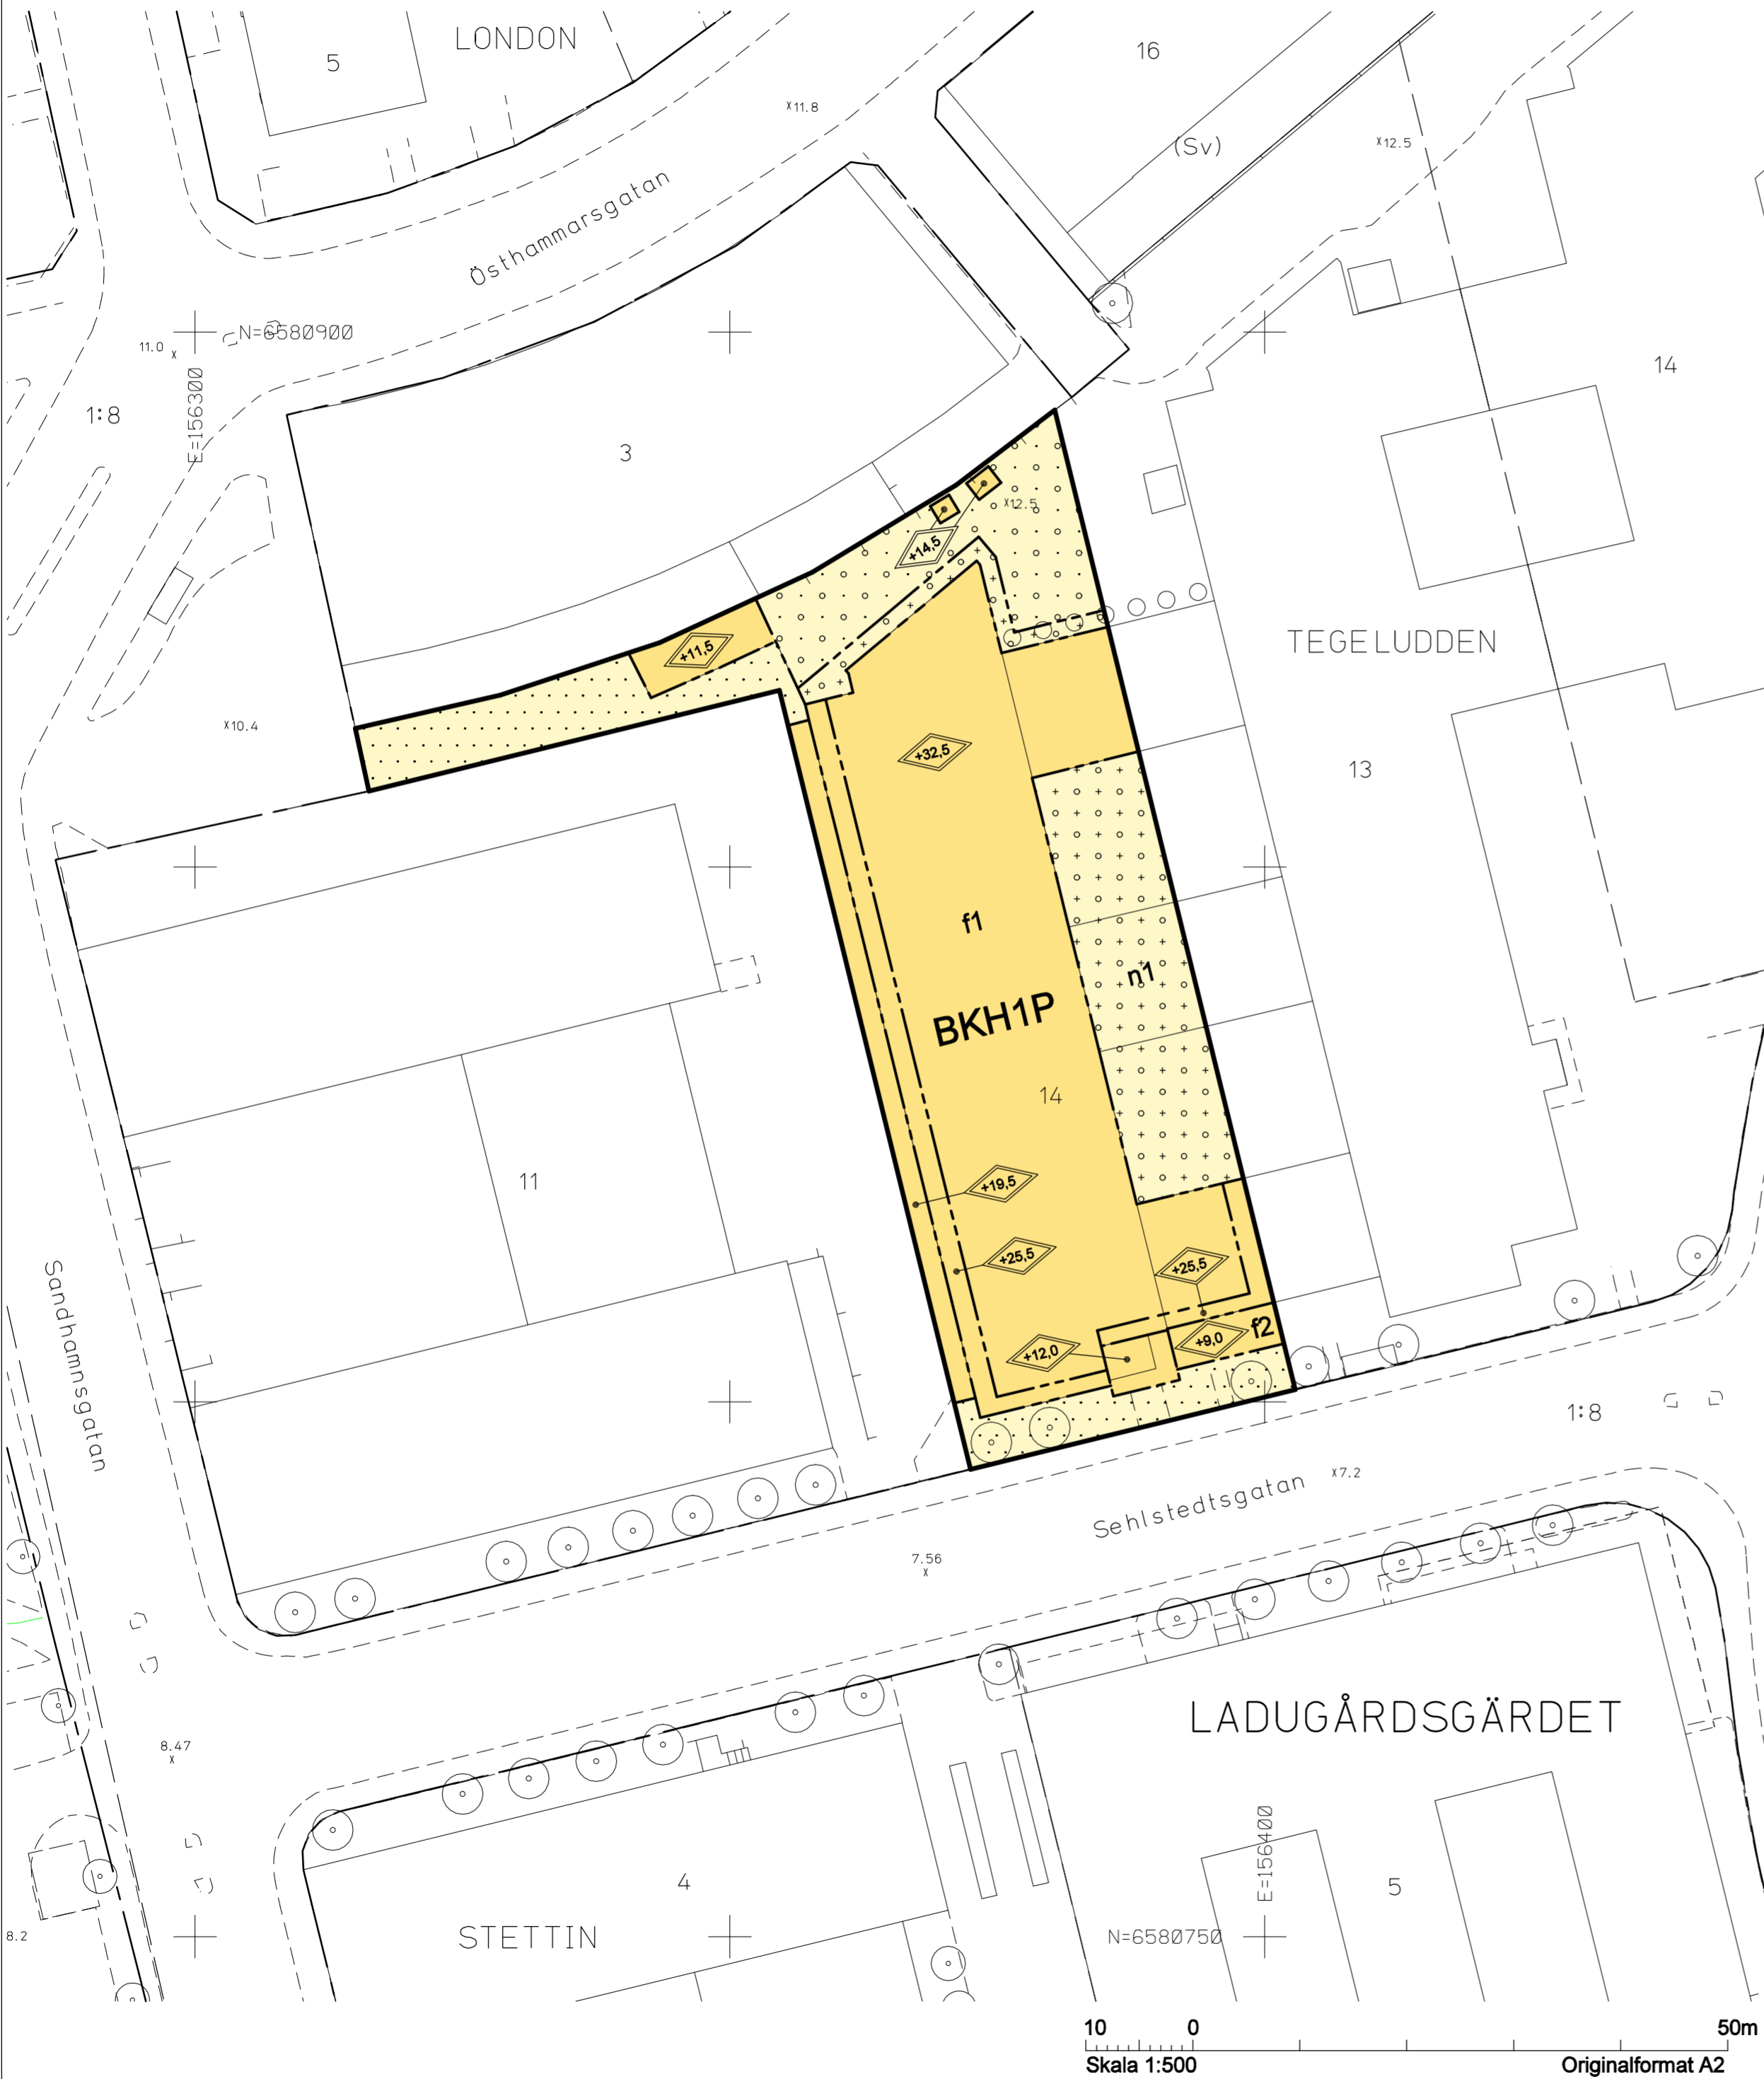 LONDON
5
16
x11.8
(Sv)
x12.5
Östhammarsgatan
11.0 x
N=6580900
E=156300
1:8
3
14
x12.5
+14,5
+11,5
TEGELUDDEN
x10.4
+32,5
13
f1
n1
BKH1P
14
11
+19,5
+25,5
+25,5
+12,0
+9,0
f2
Sandhamnsgatan
1:8
Sehlstedtsgatan
x7.2
7.56
x
LADUGÅRDSGÄRDET
8.47
x
E=156400
4
5
8.2
STETTIN
N=6580750
10 0 50m
Skala 1:500 Originalformat A2